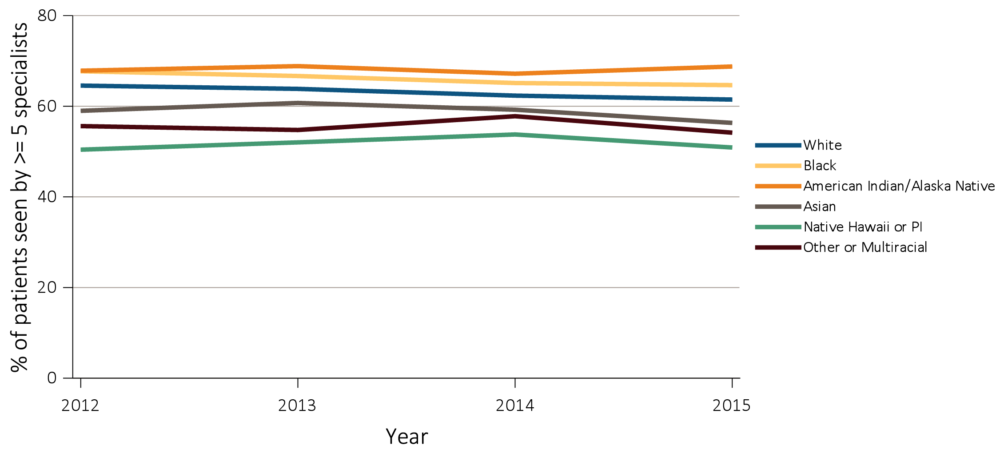 % of patients seen by >= 5 specialists
80
60
40
20
0
2012
2013
2014
2015
Year
White
Black
American Indian/Alaska Native
Asian
Native Hawaii or PI
Other or Multiracial